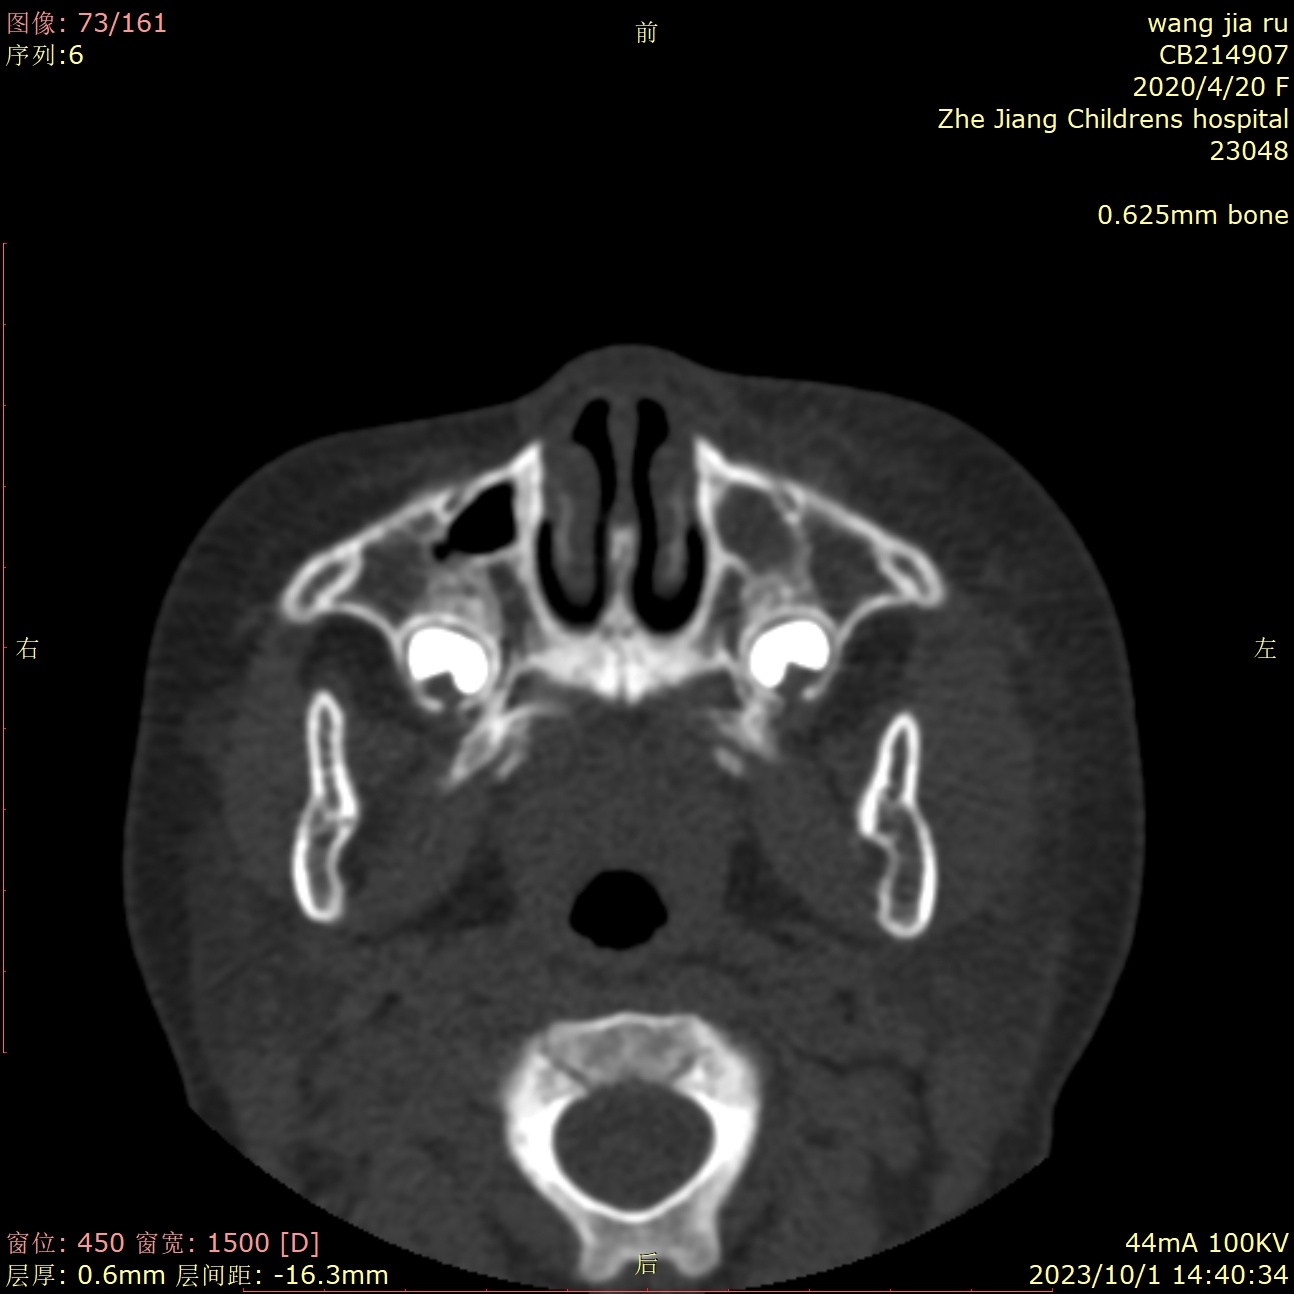 图像: 73/161
序列:6
前
wang jia ru
CB214907
2020/4/20 F
Zhe Jiang Childrens hospital
23048
0.625mm bone
右
左
窗位: 450 窗宽: 1500 [D]
层厚: 0.6mm 层间距: -16.3mm
后
44mA 100KV
2023/10/1 14:40:34